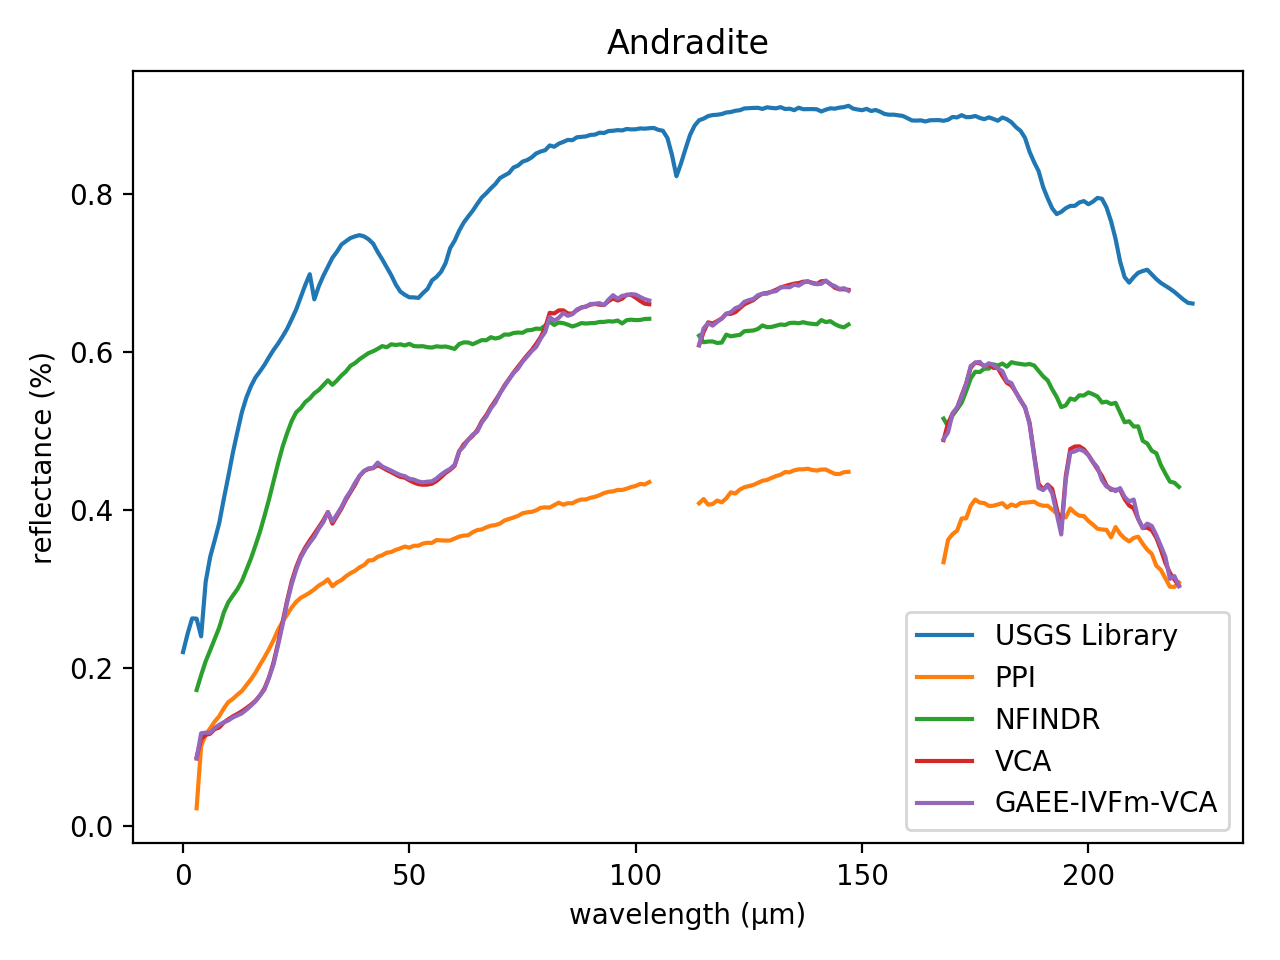 Andradite
reflectance (%)
0.8
0.6
0.4
0.2
0.0
0 50 100 150 200
wavelength (μm)
USGS Library
PPI
NFINDR
VCA
GAEE-IVFm-VCA